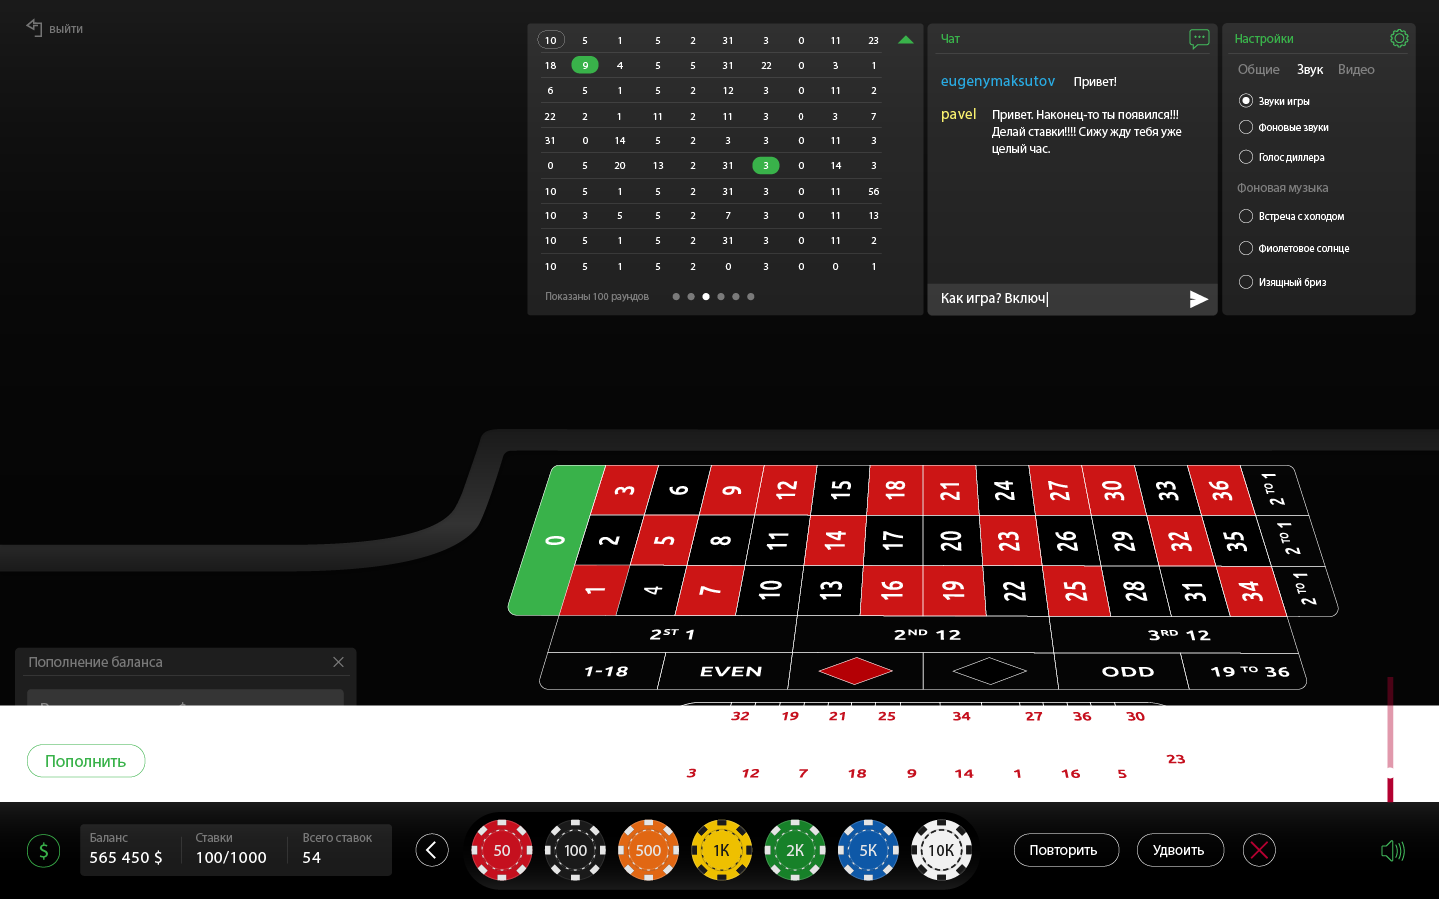 выйти
10 5 1 5 2 31 3 0 11 23
18 9 4 5 5 31 22 0 3 1
6 5 1 5 2 12 3 0 11 2
22 2 1 11 2 11 3 0 3 7
31 0 14 5 2 3 3 0 11 3
0 5 20 13 2 31 3 0 14 3
10 5 1 5 2 31 3 0 11 56
10 3 5 5 2 7 3 0 11 13
10 5 1 5 2 31 3 0 11 2
10 5 1 5 2 0 3 0 0 1
Показаны 100 раундов
Чат
eugenymaksutov Привет!
pavel Привет. Наконец-то ты появился!!!
Делай ставки!!!! Сижу жду тебя уже
целый час.
Как игра? Включ
Настройки
Общие Звук Видео
Звуки игры
Фоновые звуки
Голос диллера
Фоновая музыка
Встреча с холодом
Фиолетовое солнце
Изящный бриз
3 6 9 12 15 18 21 24 27 30 33 36 2 TO 1
0 2 5 8 11 14 17 20 23 26 29 32 35 2 TO 1
1 4 7 10 13 16 19 22 25 28 31 34 2 TO 1
2ST 1 2ND 12 3RD 12
1-18 EVEN ODD 19 TO 36
32 19 21 25 34 27 36 30
23
3 12 7 18 9 14 1 16 5
Пополнение баланса
Пополнить
$
Баланс Ставки Всего ставок
565 450 $ 100/1000 54
50 100 500 1K 2K 5K 10K
Повторить
Удвоить